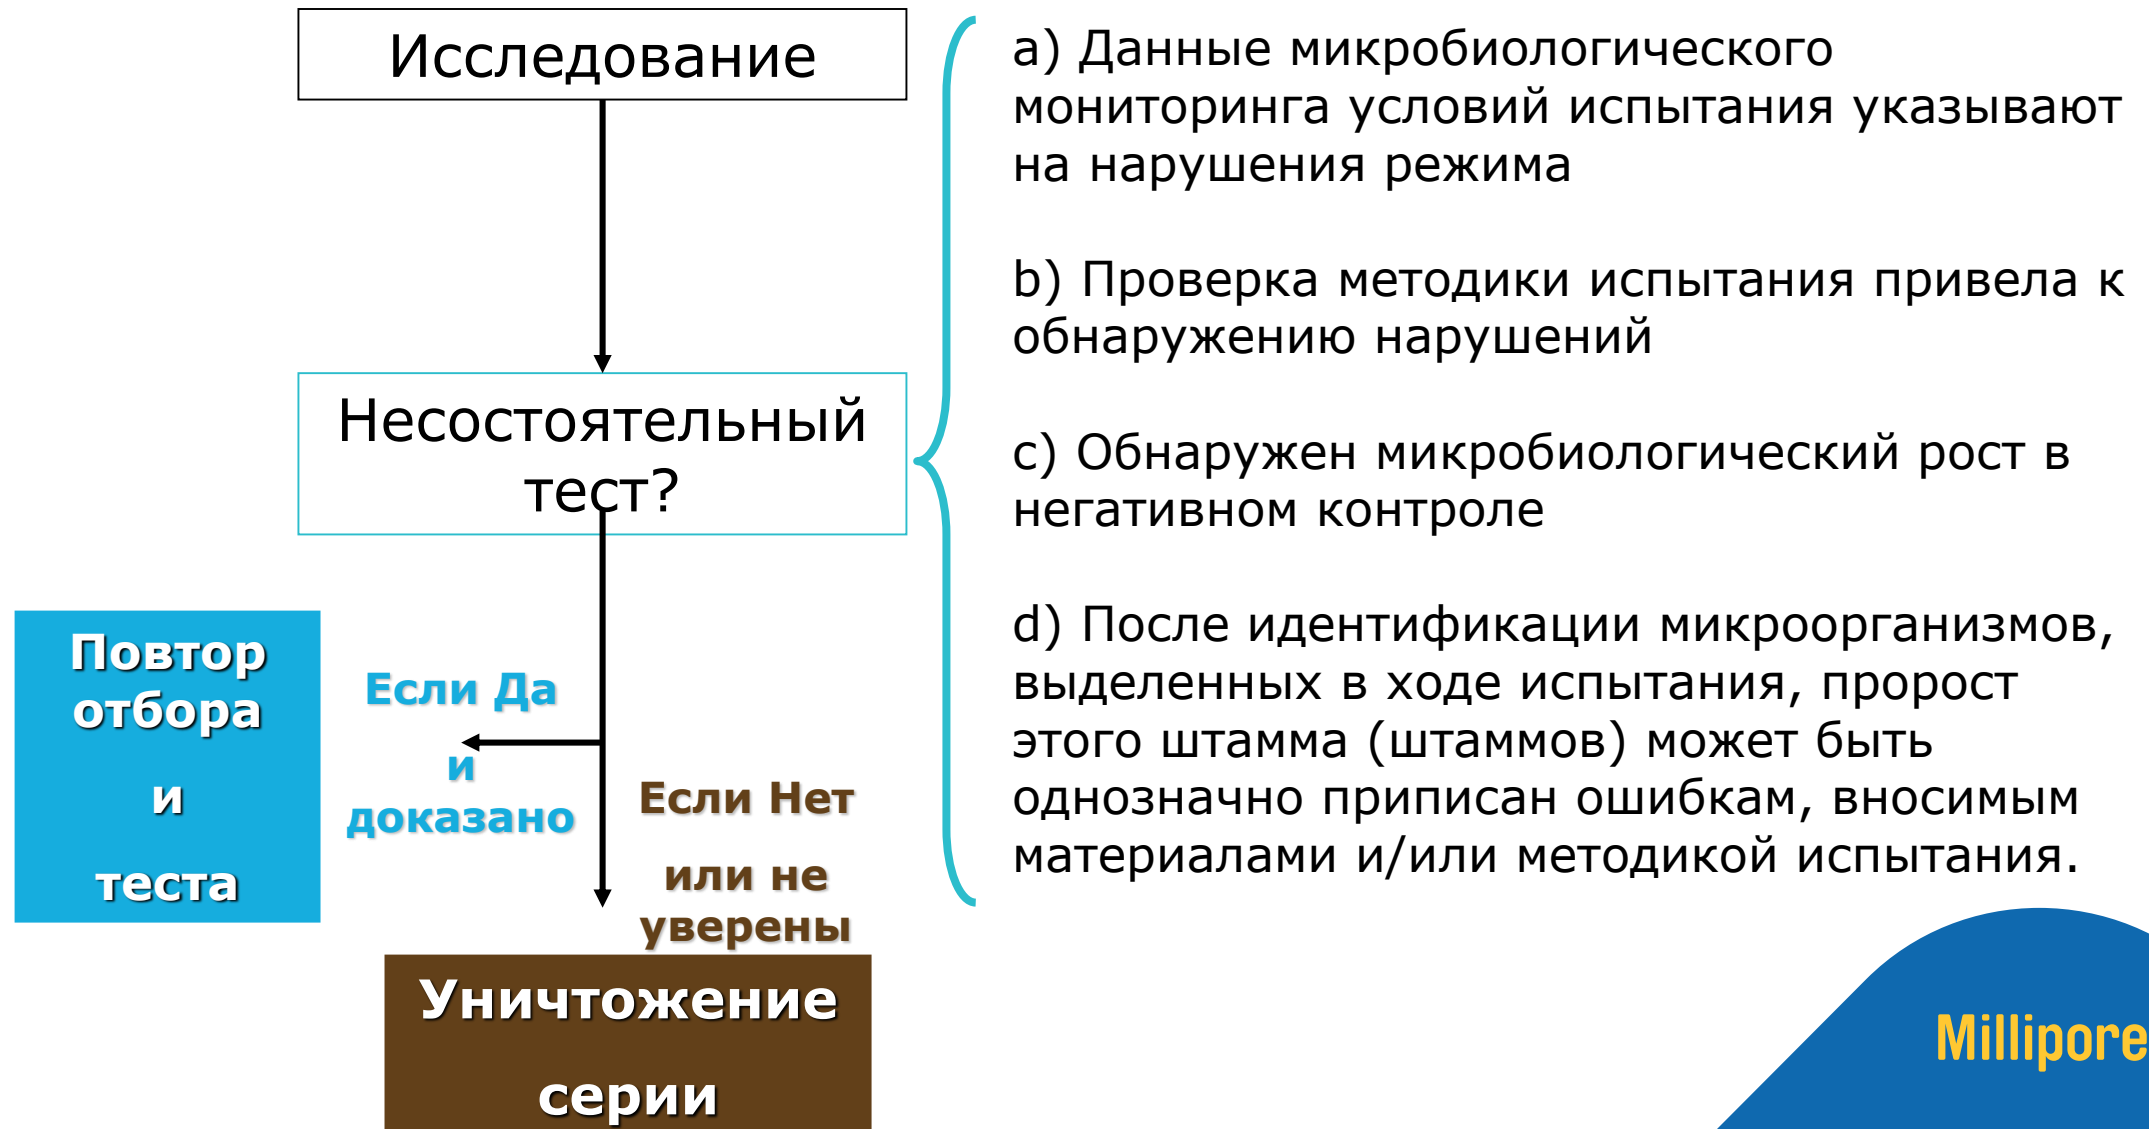 Исследование
Несостоятельный
тест?
a) Данные микробиологического
мониторинга условий испытания указывают
на нарушения режима
b) Проверка методики испытания привела к
обнаружению нарушений
c) Обнаружен микробиологический рост в
негативном контроле
d) После идентификации микроорганизмов,
выделенных в ходе испытания, пророст
этого штамма (штаммов) может быть
однозначно приписан ошибкам, вносимым
материалами и/или методикой испытания.
Повтор
отбора
и
теста
Если Да
и
доказано
Если Нет
или не
уверены
Уничтожение
серии
Millipore